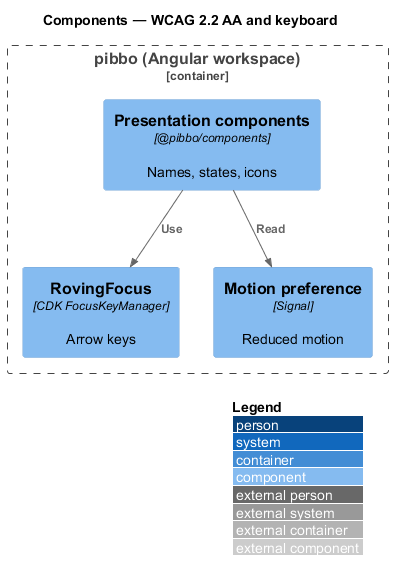 Components — WCAG 2.2 AA and keyboard
pibbo (Angular workspace)
[container]
Presentation components
[@pibbo/components]
Names, states, icons
Use
Read
RovingFocus
[CDK FocusKeyManager]
Arrow keys
Motion preference
[Signal]
Reduced motion
Legend
person
system
container
component
external person
external system
external container
external component